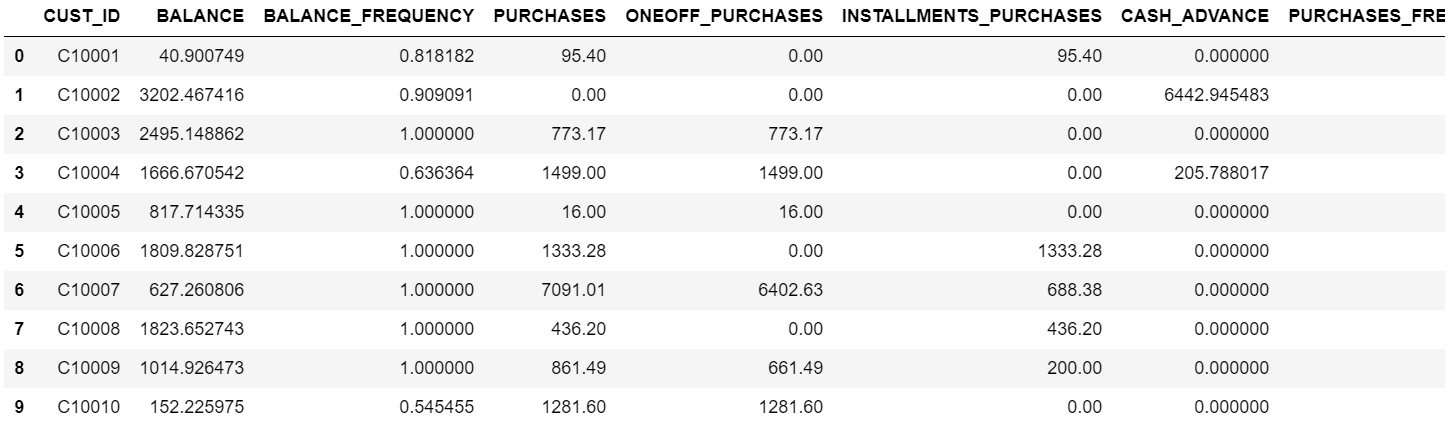 CUST_ID BALANCE BALANCE_FREQUENCY PURCHASES ONEOFF_PURCHASES INSTALLMENTS_PURCHASES CASH_ADVANCE PURCHASES_FRE
0 C10001 40.900749 0.818182 95.40 0.00 95.40 0.000000
1 C10002 3202.467416 0.909091 0.00 0.00 0.00 6442.945483
2 C10003 2495.148862 1.000000 773.17 773.17 0.00 0.000000
3 C10004 1666.670542 0.636364 1499.00 1499.00 0.00 205.788017
4 C10005 817.714335 1.000000 16.00 16.00 0.00 0.000000
5 C10006 1809.828751 1.000000 1333.28 0.00 1333.28 0.000000
6 C10007 627.260806 1.000000 7091.01 6402.63 688.38 0.000000
7 C10008 1823.652743 1.000000 436.20 0.00 436.20 0.000000
8 C10009 1014.926473 1.000000 861.49 661.49 200.00 0.000000
9 C10010 152.225975 0.545455 1281.60 1281.60 0.00 0.000000